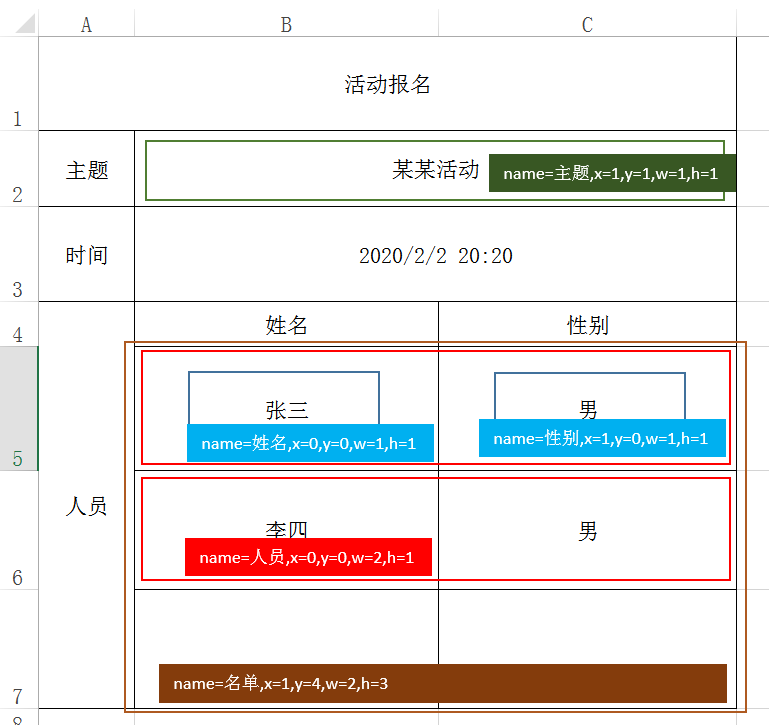 A B C
1 活动报名
2 主题 某某活动 name=主题,x=1,y=1,w=1,h=1
3 时间 2020/2/2 20:20
4 姓名 性别
5 张三 男
name=姓名,x=0,y=0,w=1,h=1 name=性别,x=1,y=0,w=1,h=1
人员
6 李四 男
name=人员,x=0,y=0,w=2,h=1
7 name=名单,x=1,y=4,w=2,h=3
8